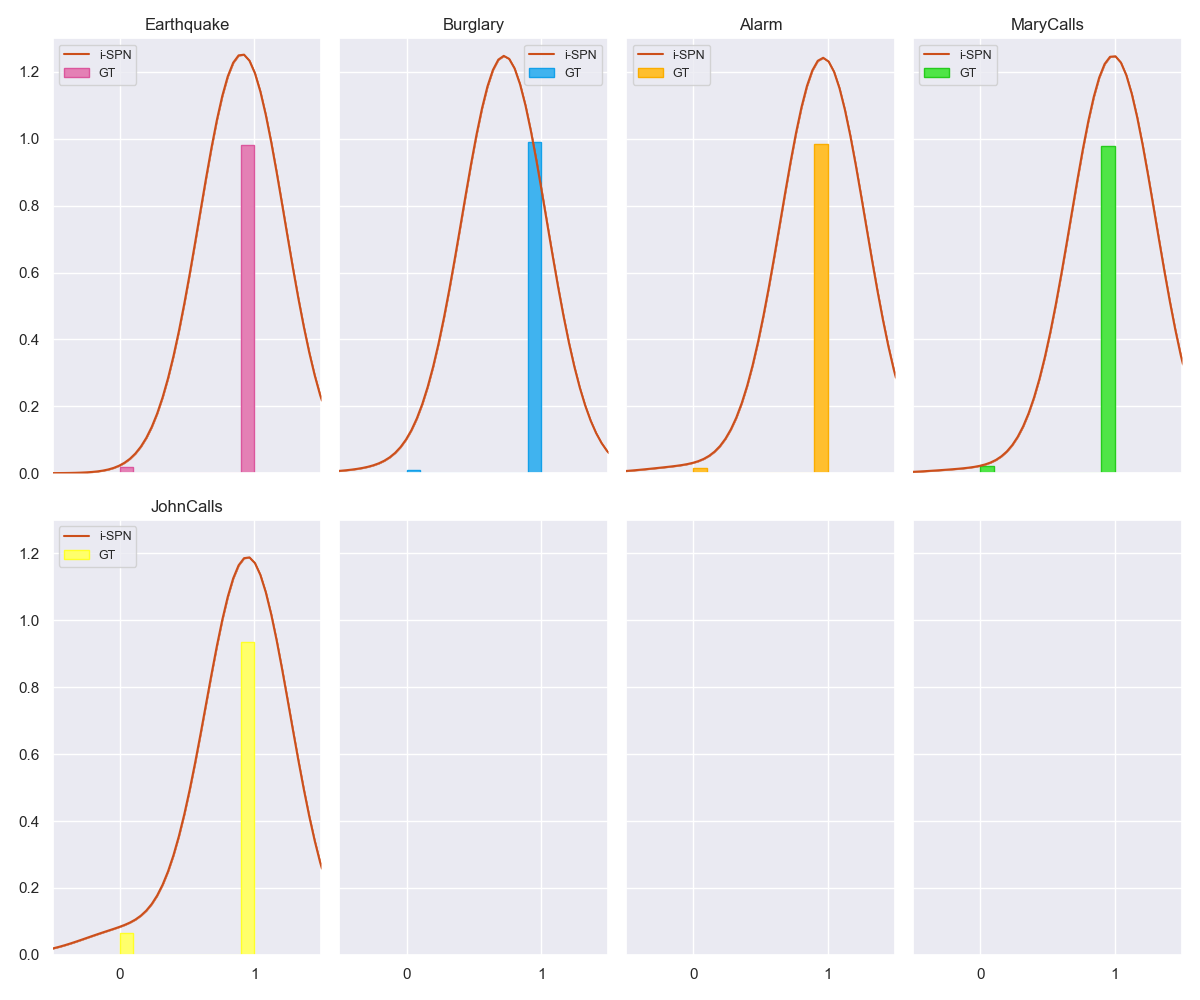 Earthquake
Burglary
Alarm
MaryCalls
i-SPN
GT
i-SPN
GT
i-SPN
GT
i-SPN
GT
1.2
1.0
0.8
0.6
0.4
0.2
0.0
JohnCalls
i-SPN
GT
1.2
1.0
0.8
0.6
0.4
0.2
0.0
0 1 0 1 0 1 0 1